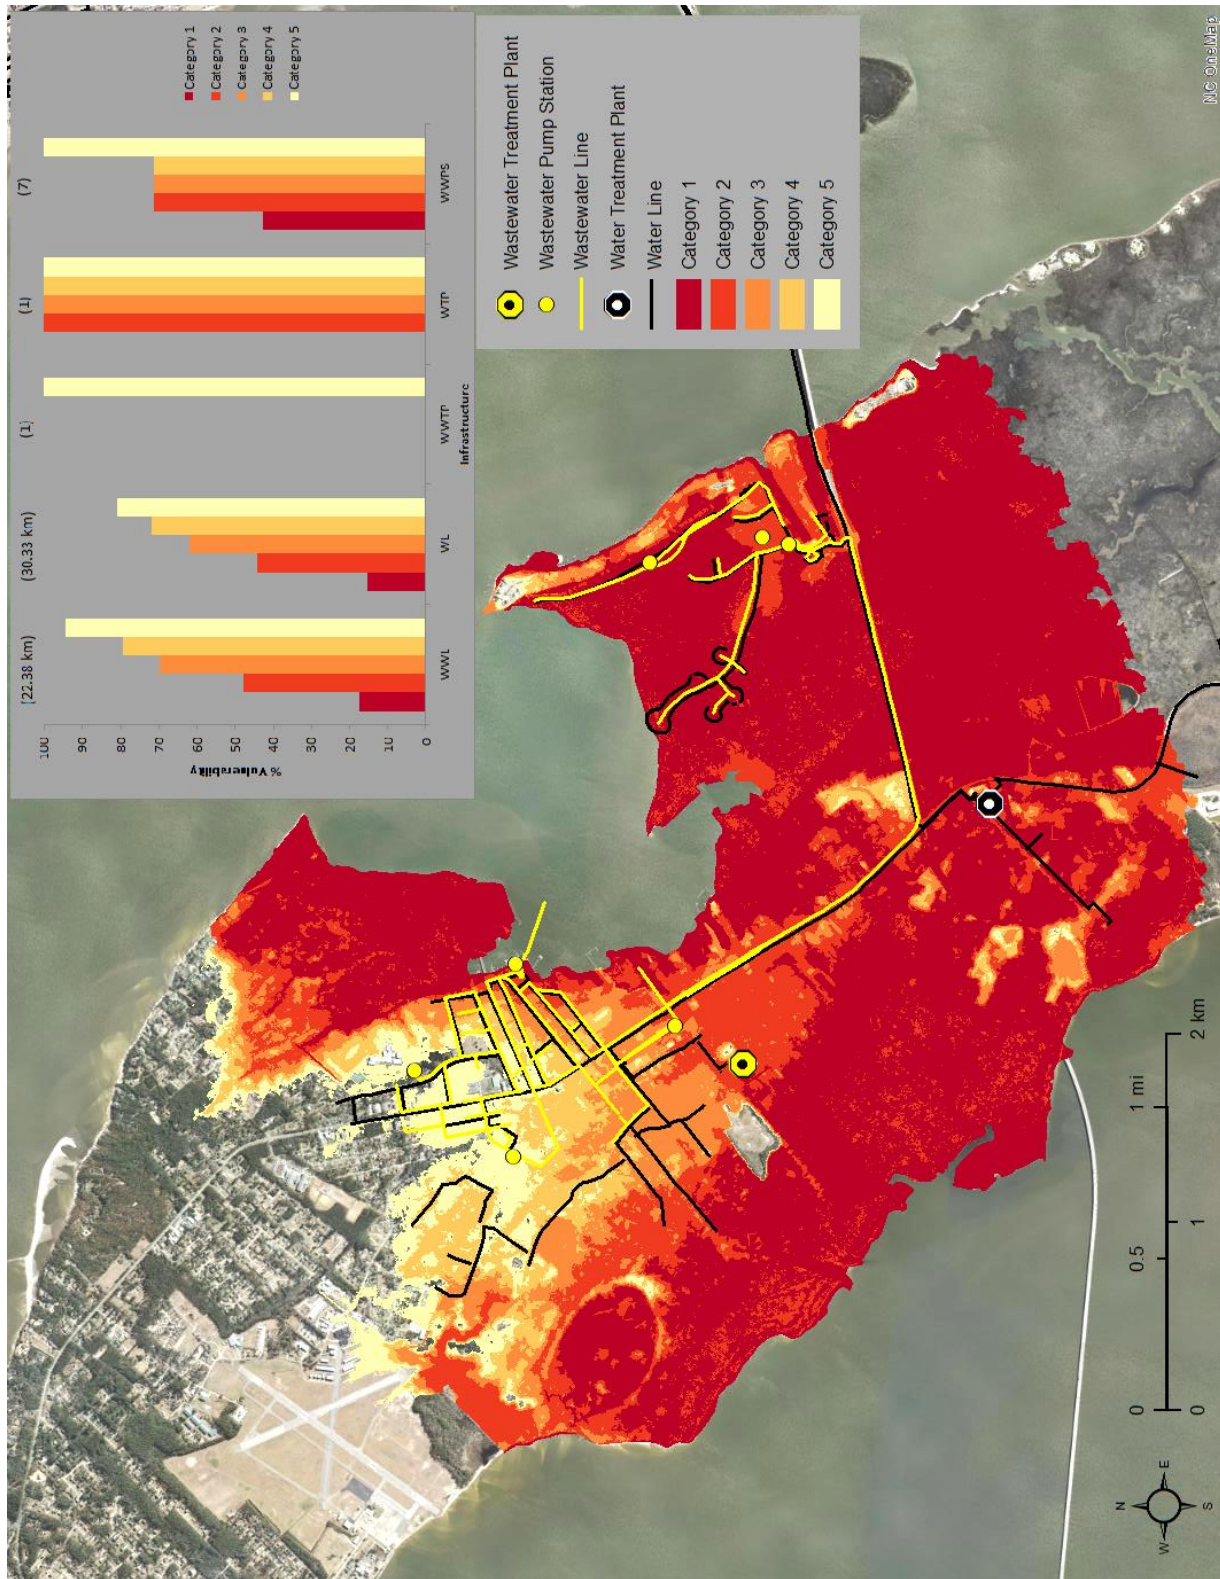 (22.38 km)
(30.33 km)
(1)
(1)
(7)
100
90
80
70
60
50
40
30
20
10
0
% Vulnerability
WWL
WL
WWTP
WTP
WWPS
Infrastructure
Category 1
Category 2
Category 3
Category 4
Category 5
Wastewater Treatment Plant
Wastewater Pump Station
Wastewater Line
Water Treatment Plant
Water Line
Category 1
Category 2
Category 3
Category 4
Category 5
N
W
E
S
0 0.5 1 mi
0 1 2 km
NC OneMap